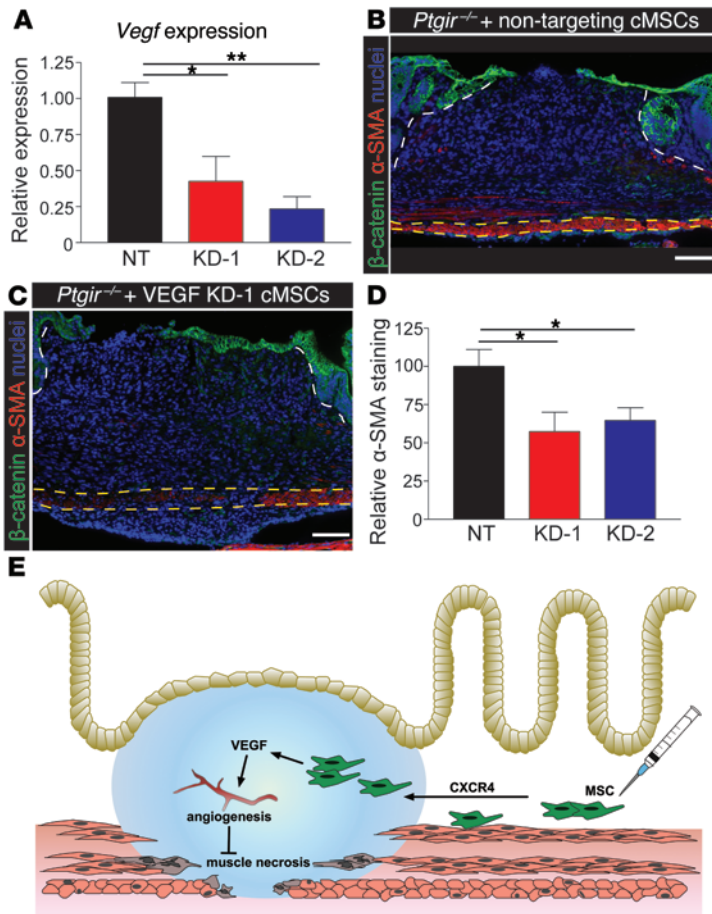 A
Vegf expression
**
*
Relative expression
1.00
0.75
0.50
0.25
0
NT
KD-1
KD-2
B
Ptgir⁻/⁻ + non-targeting cMSCs
β-catenin α-SMA nuclei
C
Ptgir⁻/⁻ + VEGF KD-1 cMSCs
β-catenin α-SMA nuclei
D
*
*
Relative α-SMA staining
125
100
75
50
25
0
NT
KD-1
KD-2
E
VEGF
CXCR4
MSC
angiogenesis
muscle necrosis